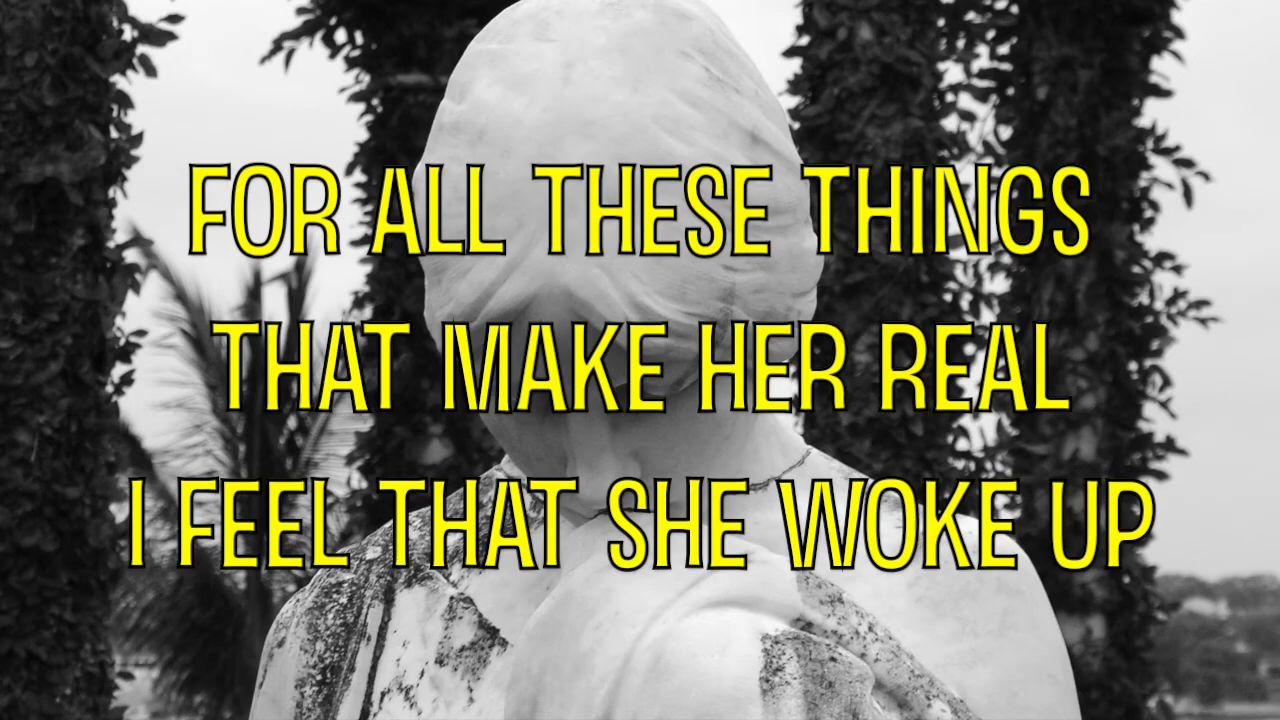 FOR ALL THESE THINGS
THAT MAKE HER REAL
I FEEL THAT SHE WOKE UP